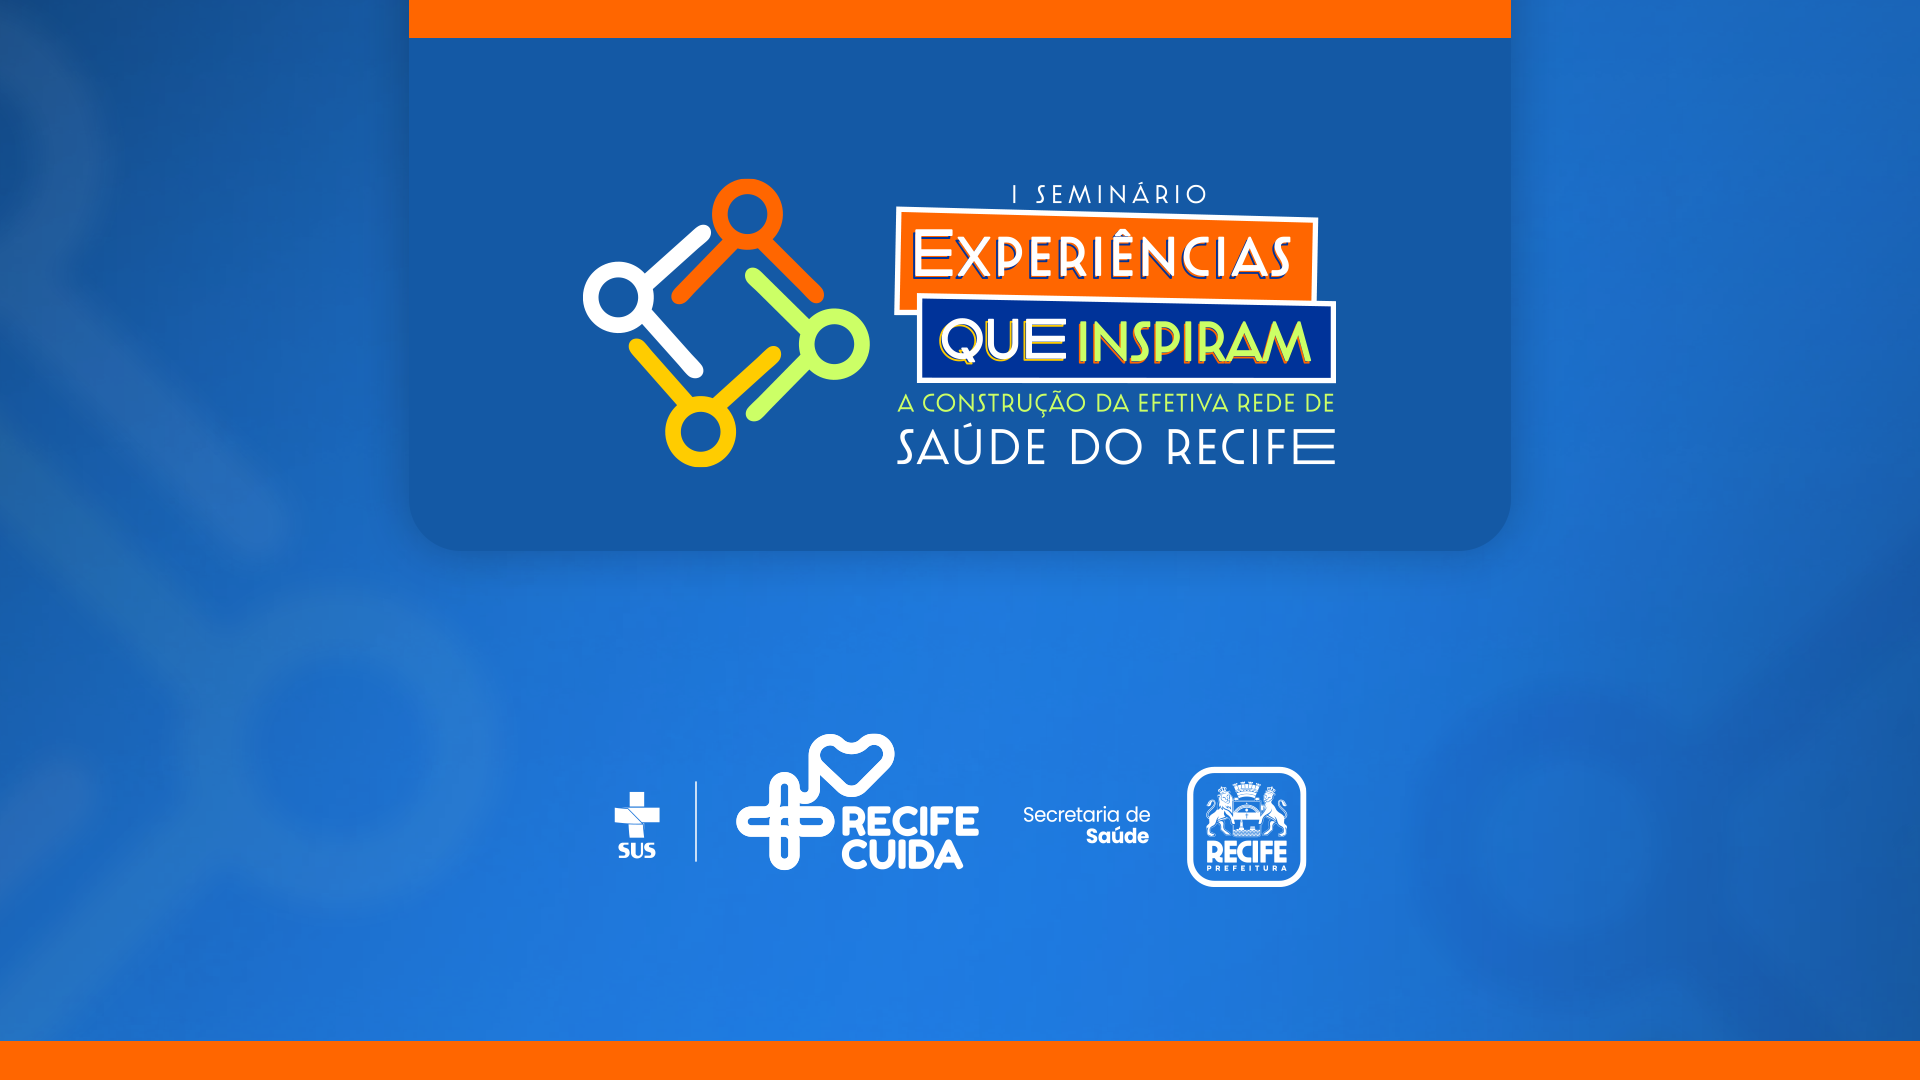 I SEMINÁRIO
EXPERIÊNCIAS
QUE INSPIRAM
A CONSTRUÇÃO DA EFETIVA REDE DE
SAÚDE DO RECIFE
SUS
RECIFE
CUIDA
Secretaria de
Saúde
RECIFE
PREFEITURA